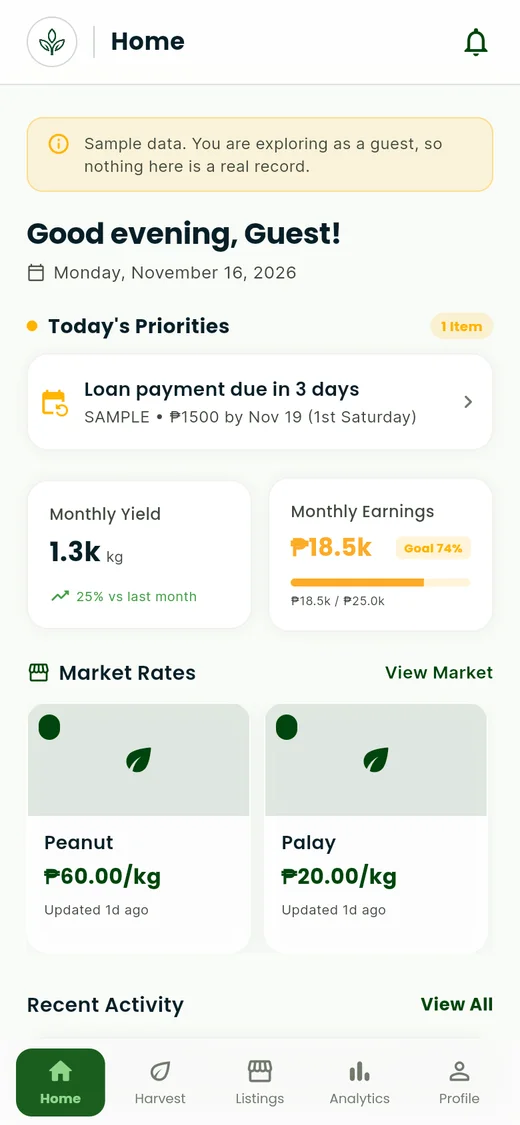 Home
Sample data. You are exploring as a guest, so
nothing here is a real record.
Good evening, Guest!
Monday, November 16, 2026
Today's Priorities
1 Item
Loan payment due in 3 days
SAMPLE • ₱1500 by Nov 19 (1st Saturday)
Monthly Yield
1.3k kg
25% vs last month
Monthly Earnings
₱18.5k
Goal 74%
₱18.5k / ₱25.0k
Market Rates
View Market
Peanut
₱60.00/kg
Updated 1d ago
Palay
₱20.00/kg
Updated 1d ago
Recent Activity
View All
Home
Harvest
Listings
Analytics
Profile